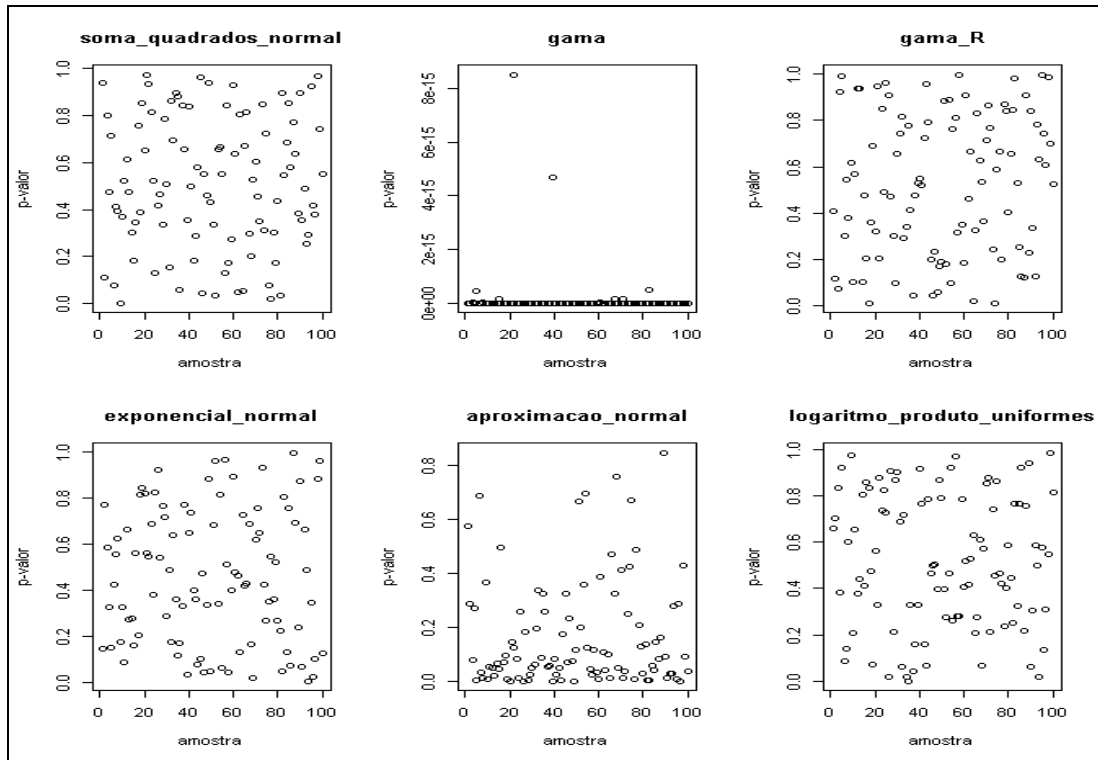 soma_quadrados_normal
p-valor
0.0 0.2 0.4 0.6 0.8 1.0
0 20 40 60 80 100
amostra
gama
p-valor
0e+00 2e-15 4e-15 6e-15 8e-15
0 20 40 60 80 100
amostra
gama_R
p-valor
0.0 0.2 0.4 0.6 0.8 1.0
0 20 40 60 80 100
amostra
exponencial_normal
p-valor
0.0 0.2 0.4 0.6 0.8 1.0
0 20 40 60 80 100
amostra
aproximacao_normal
p-valor
0.0 0.2 0.4 0.6 0.8
0 20 40 60 80 100
amostra
logaritmo_produto_uniformes
p-valor
0.0 0.2 0.4 0.6 0.8 1.0
0 20 40 60 80 100
amostra